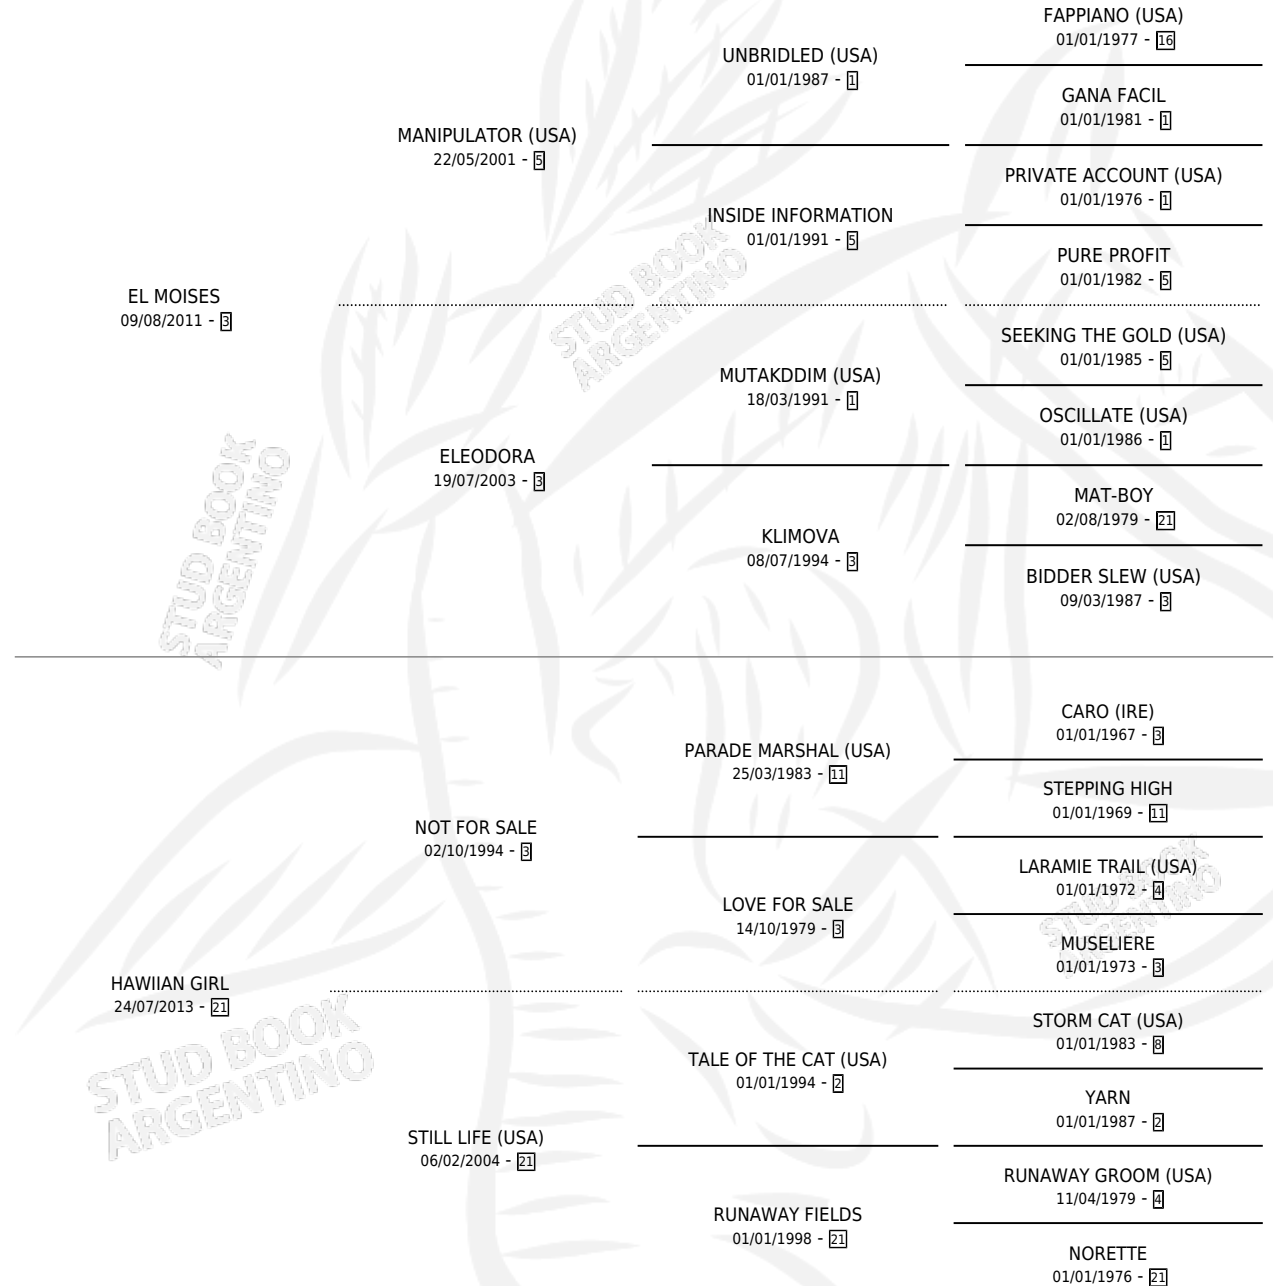 FAPPIANO (USA)
01/01/1977 - 16
UNBRIDLED (USA)
01/01/1987 - 1
GANA FACIL
01/01/1981 - 1
MANIPULATOR (USA)
22/05/2001 - 5
PRIVATE ACCOUNT (USA)
01/01/1976 - 1
INSIDE INFORMATION
01/01/1991 - 5
PURE PROFIT
01/01/1982 - 5
EL MOISES
09/08/2011 - 3
STUD BOOK
ARGENTINO
SEEKING THE GOLD (USA)
01/01/1985 - 5
MUTAKDDIM (USA)
18/03/1991 - 1
OSCILLATE (USA)
01/01/1986 - 1
ELEODORA
19/07/2003 - 3
MAT-BOY
02/08/1979 - 21
KLIMOVA
08/07/1994 - 3
BIDDER SLEW (USA)
09/03/1987 - 3
STUD BOOK
ARGENTINO
CARO (IRE)
01/01/1967 - 3
PARADE MARSHAL (USA)
25/03/1983 - 11
STEPPING HIGH
01/01/1969 - 11
NOT FOR SALE
02/10/1994 - 3
LARAMIE TRAIL (USA)
01/01/1972 - 4
LOVE FOR SALE
14/10/1979 - 3
MUSELIERE
01/01/1973 - 3
STUD BOOK
ARGENTINO
HAWIIAN GIRL
24/07/2013 - 21
STORM CAT (USA)
01/01/1983 - 8
TALE OF THE CAT (USA)
01/01/1994 - 2
YARN
01/01/1987 - 2
STUD BOOK
ARGENTINO
STILL LIFE (USA)
06/02/2004 - 21
RUNAWAY GROOM (USA)
11/04/1979 - 4
RUNAWAY FIELDS
01/01/1998 - 21
NORETTE
01/01/1976 - 21